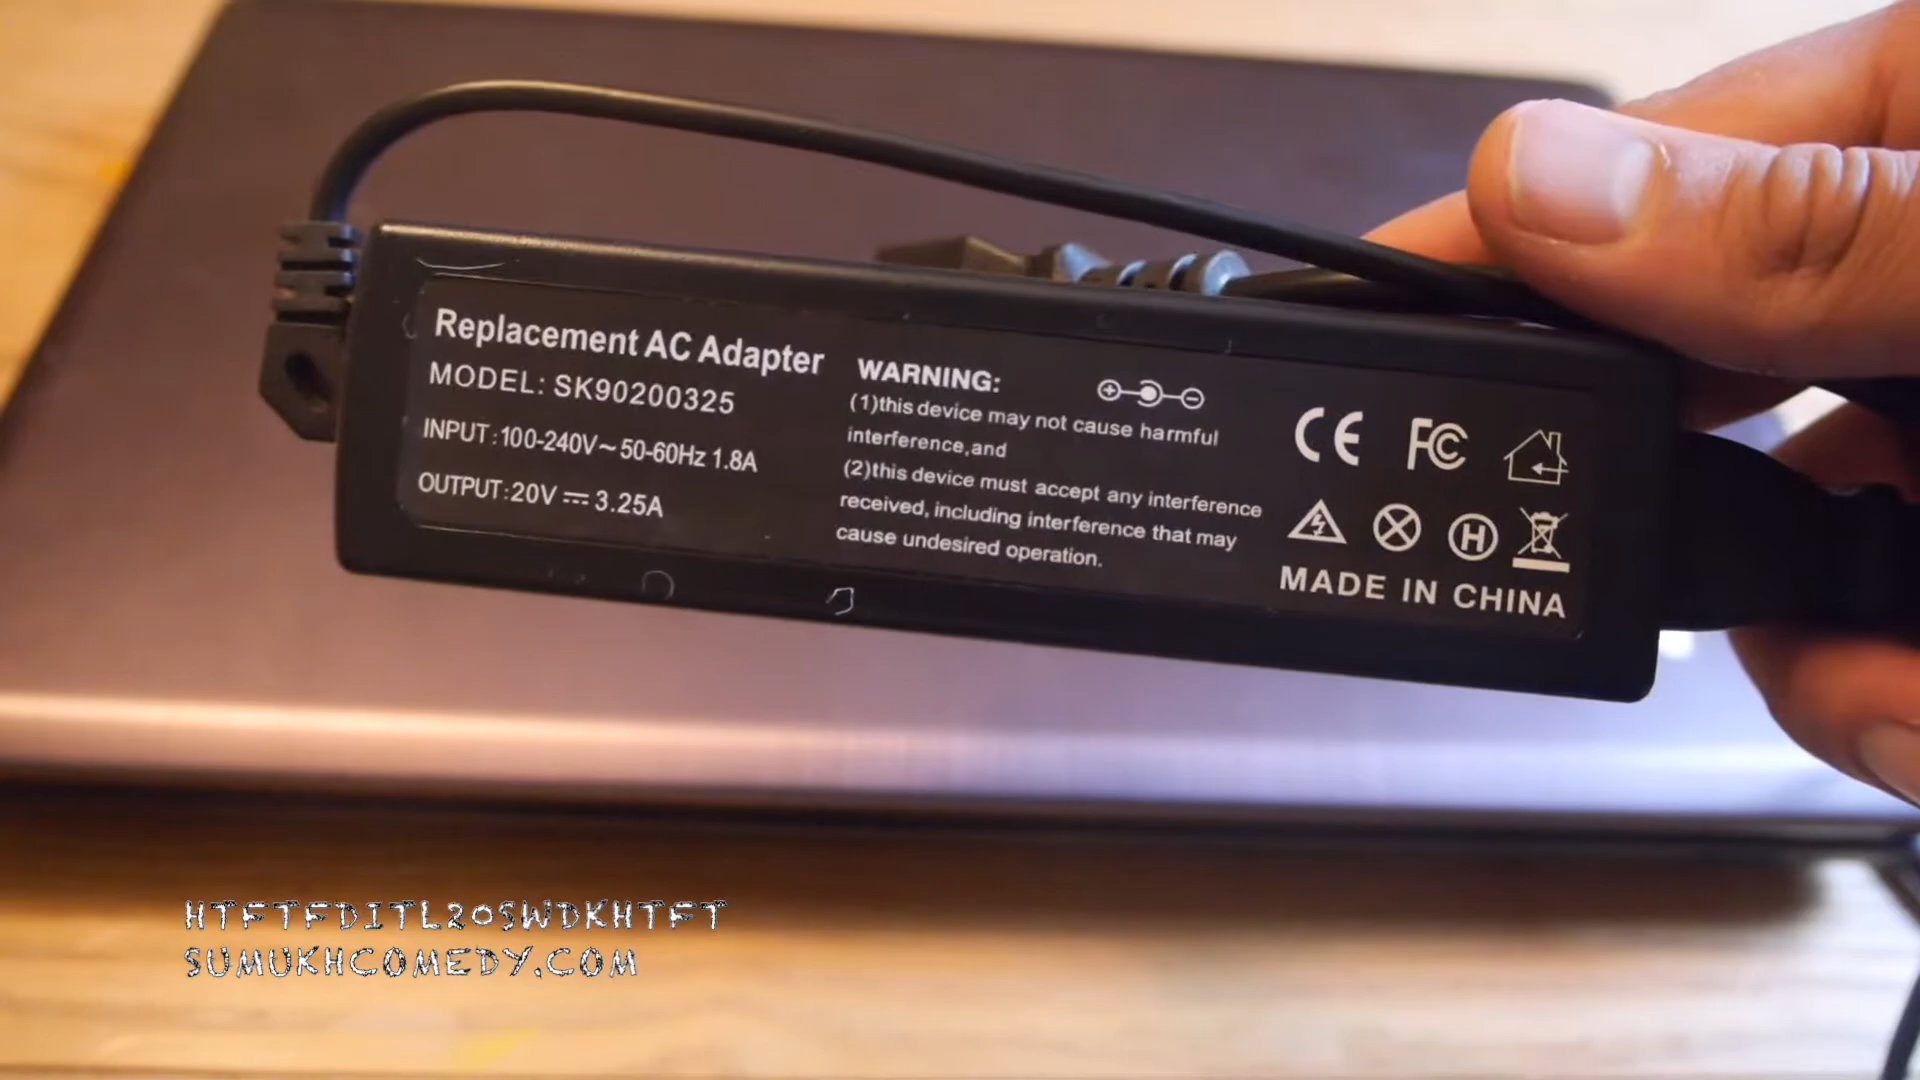 Replacement AC Adapter
MODEL: SK90200325
INPUT:100-240V~50-60Hz 1.8A
OUTPUT:20V⎓3.25A
WARNING:
(1)this device may not cause harmful
interference,and
(2)this device must accept any interference
received, including interference that may
cause undesired operation.
CE FC
H
MADE IN CHINA
HTFTFDITL20SWDKHTFT
SUMUKHCOMEDY.COM